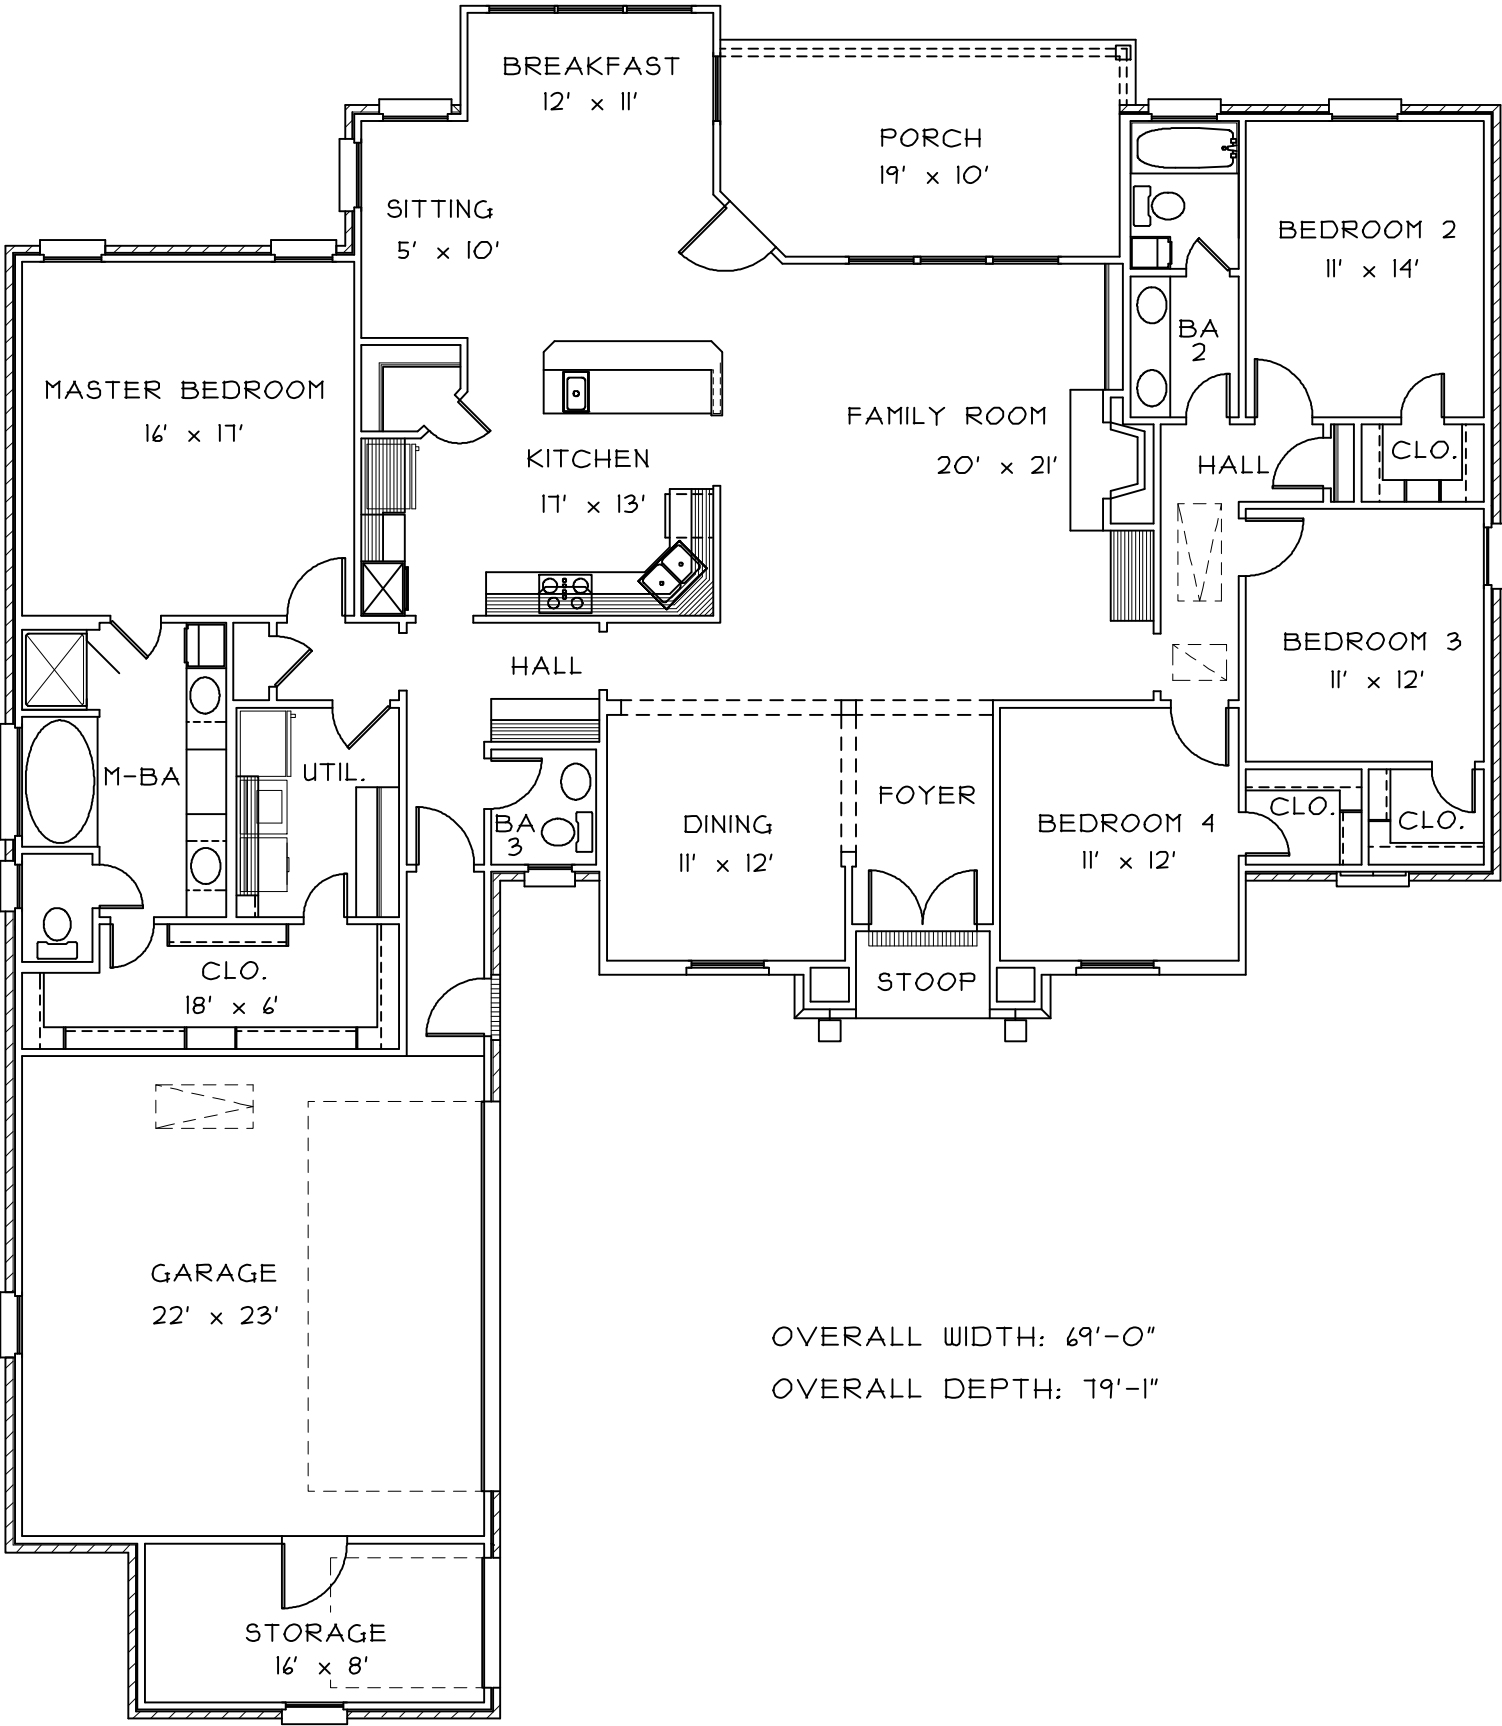 BREAKFAST
12' x 11'
PORCH
19' x 10'
SITTING
5' x 10'
BEDROOM 2
11' x 14'
BA
2
MASTER BEDROOM
16' x 17'
FAMILY ROOM
20' x 21'
KITCHEN
17' x 13'
HALL
CLO.
HALL
BEDROOM 3
11' x 12'
M-BA
UTIL.
BA
3
DINING
11' x 12'
FOYER
BEDROOM 4
11' x 12'
CLO.
CLO.
CLO.
18' x 6'
STOOP
GARAGE
22' x 23'
OVERALL WIDTH: 69'-0"
OVERALL DEPTH: 79'-1"
STORAGE
16' x 8'